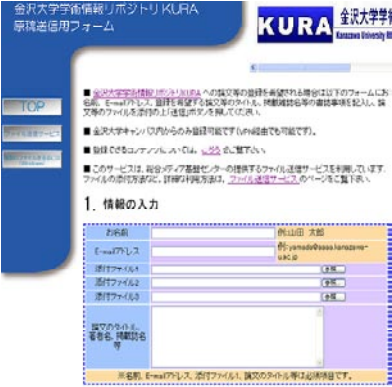 金沢大学学術情報リポジトリ KURA
原稿送信用フォーム
KURA 金沢大学学術
Kanazawa University R
TOP
ファイル送信サービス
■ 金沢大学学術情報リポジトリKURA への論文等の登録を希望される場合は以下のフォームにお
名前、E-mailアドレス、登録を希望する論文等のタイトル、掲載雑誌名等の書誌事項を記入し、論
文等のファイルを添付の上「送信」ボタンを押してください。
■ 金沢大学キャンパス内からのみ登録可能です(VPN経由でも可能です)。
■ 登録できるコンテンツについては、こちら をご覧下さい。
■ このサービスは、総合メディア基盤センターの提供するファイル送信サービスを利用しています.
ファイルの添付方法など、詳細な利用方法は、ファイル送信サービス のページをご覧下さい.
1. 情報の入力
お名前
例:山田 太郎
E-mailアドレス
例:yamada@aaaa.kanazawa-
u.ac.jp
添付ファイル1
参照...
添付ファイル2
参照...
添付ファイル3
参照...
論文のタイトル、
著者名、掲載誌名
等
※名前、E-mailアドレス、添付ファイル1、論文のタイトル等は必須項目です。